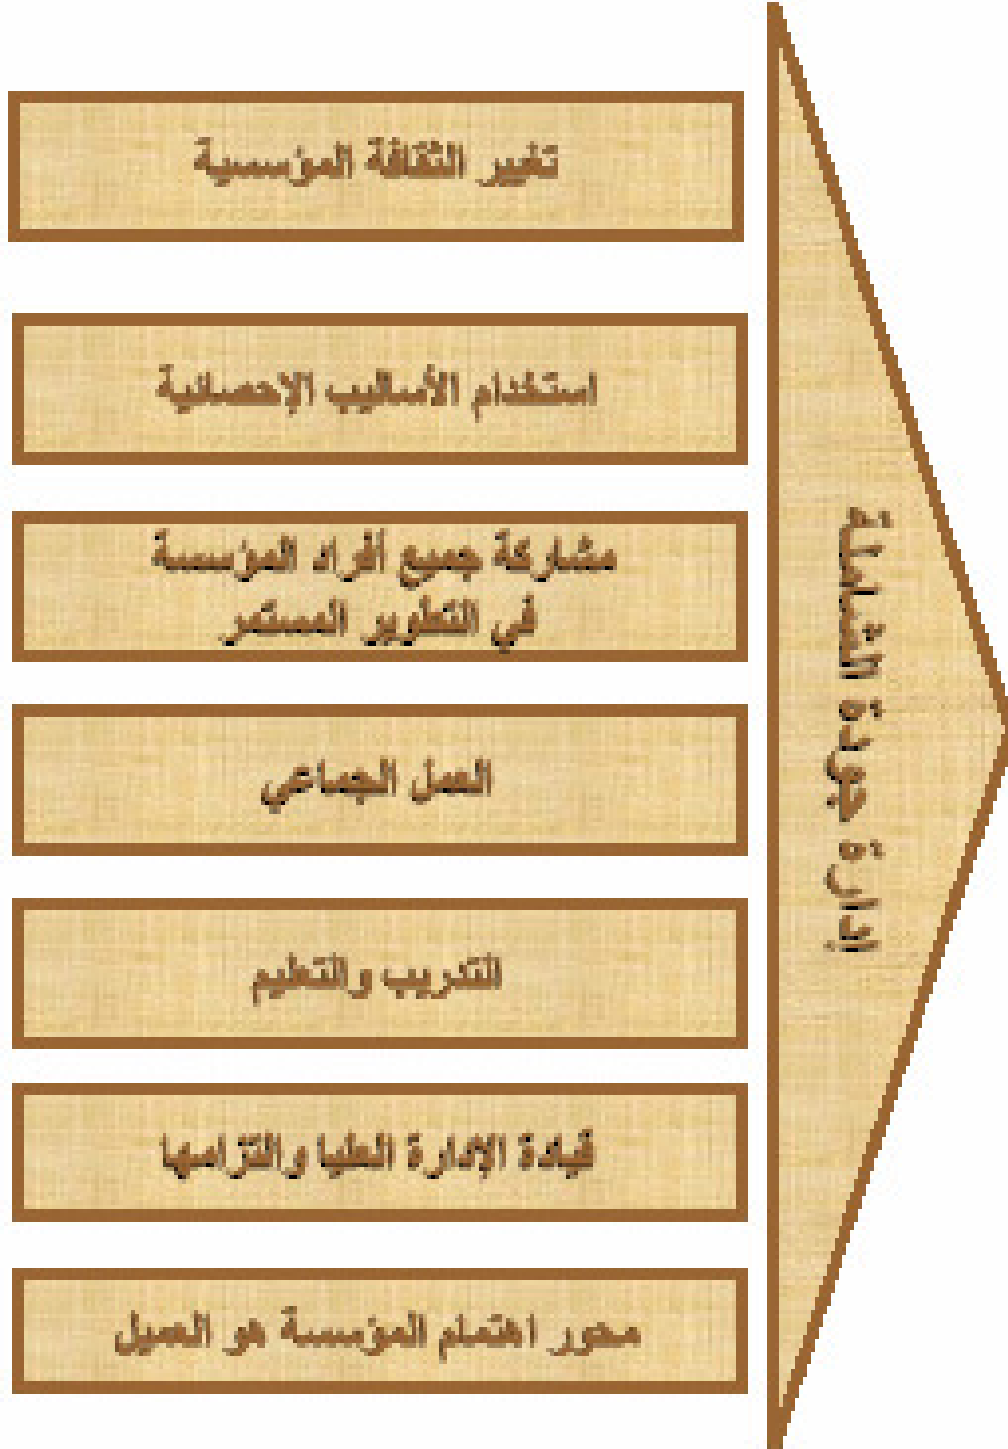 تغيير الثقافة المؤسسية
استخدام الأساليب الإحصائية
مشاركة جميع أفراد المؤسسة
في التطوير المستمر
العمل الجماعي
التدريب والتعليم
قيادة الإدارة العليا والتزامها
محور اهتمام المؤسسة هو العميل
إدارة جودة الشاملة